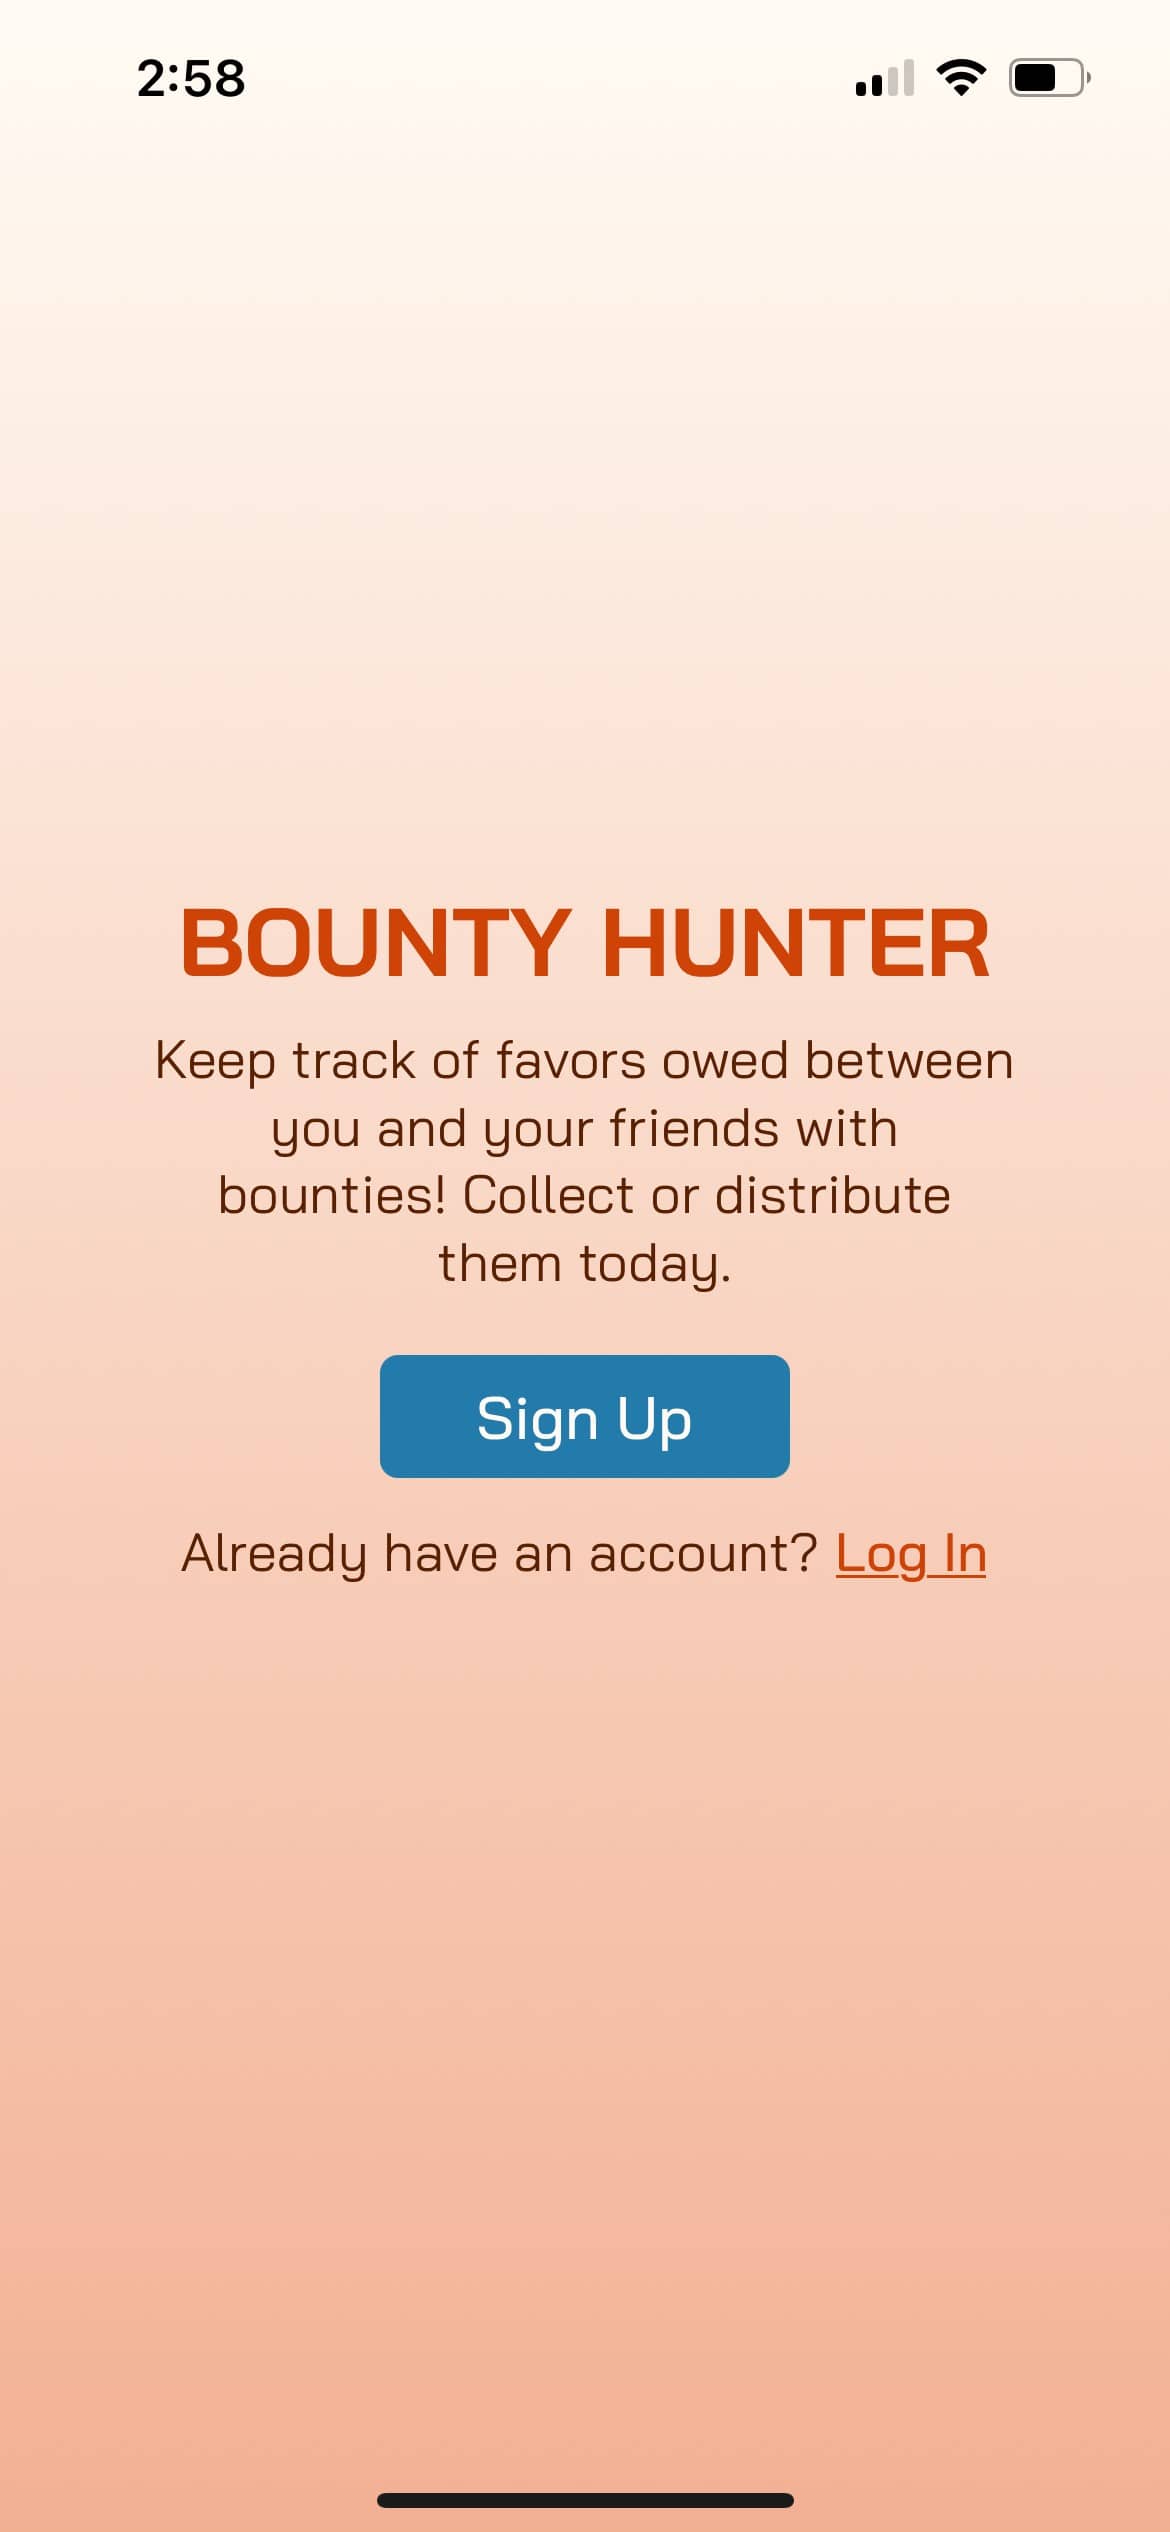 2:58
BOUNTY HUNTER
Keep track of favors owed between
you and your friends with
bounties! Collect or distribute
them today.
Sign Up
Already have an account? Log In